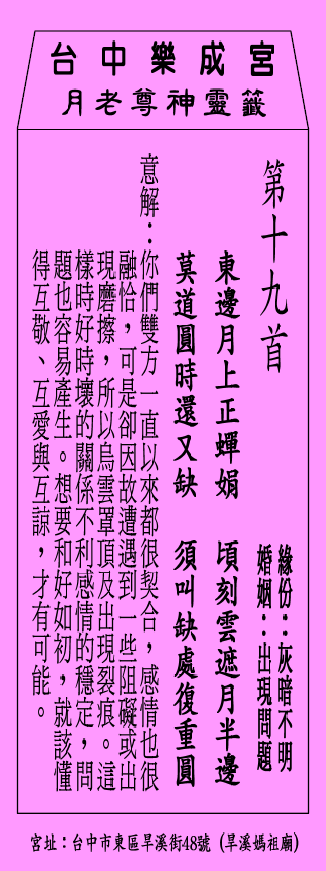 台中樂成宮
月老尊神靈籤
第十九首
緣份：灰暗不明
婚姻：出現問題
東邊月上正蟬娟　頃刻雲遮月半邊
莫道圓時還又缺　須叫缺處復重圓
意解：你們雙方一直以來都很契合，感情也很
融恰，可是卻因故遭遇到一些阻礙或出
現磨擦，所以烏雲罩頂及出現裂痕。這
樣時好時壞的關係不利感情的穩定，問
題也容易產生。想要和好如初，就該懂
得互敬、互愛與互諒，才有可能。
宮址：台中市東區旱溪街48號（旱溪媽祖廟）